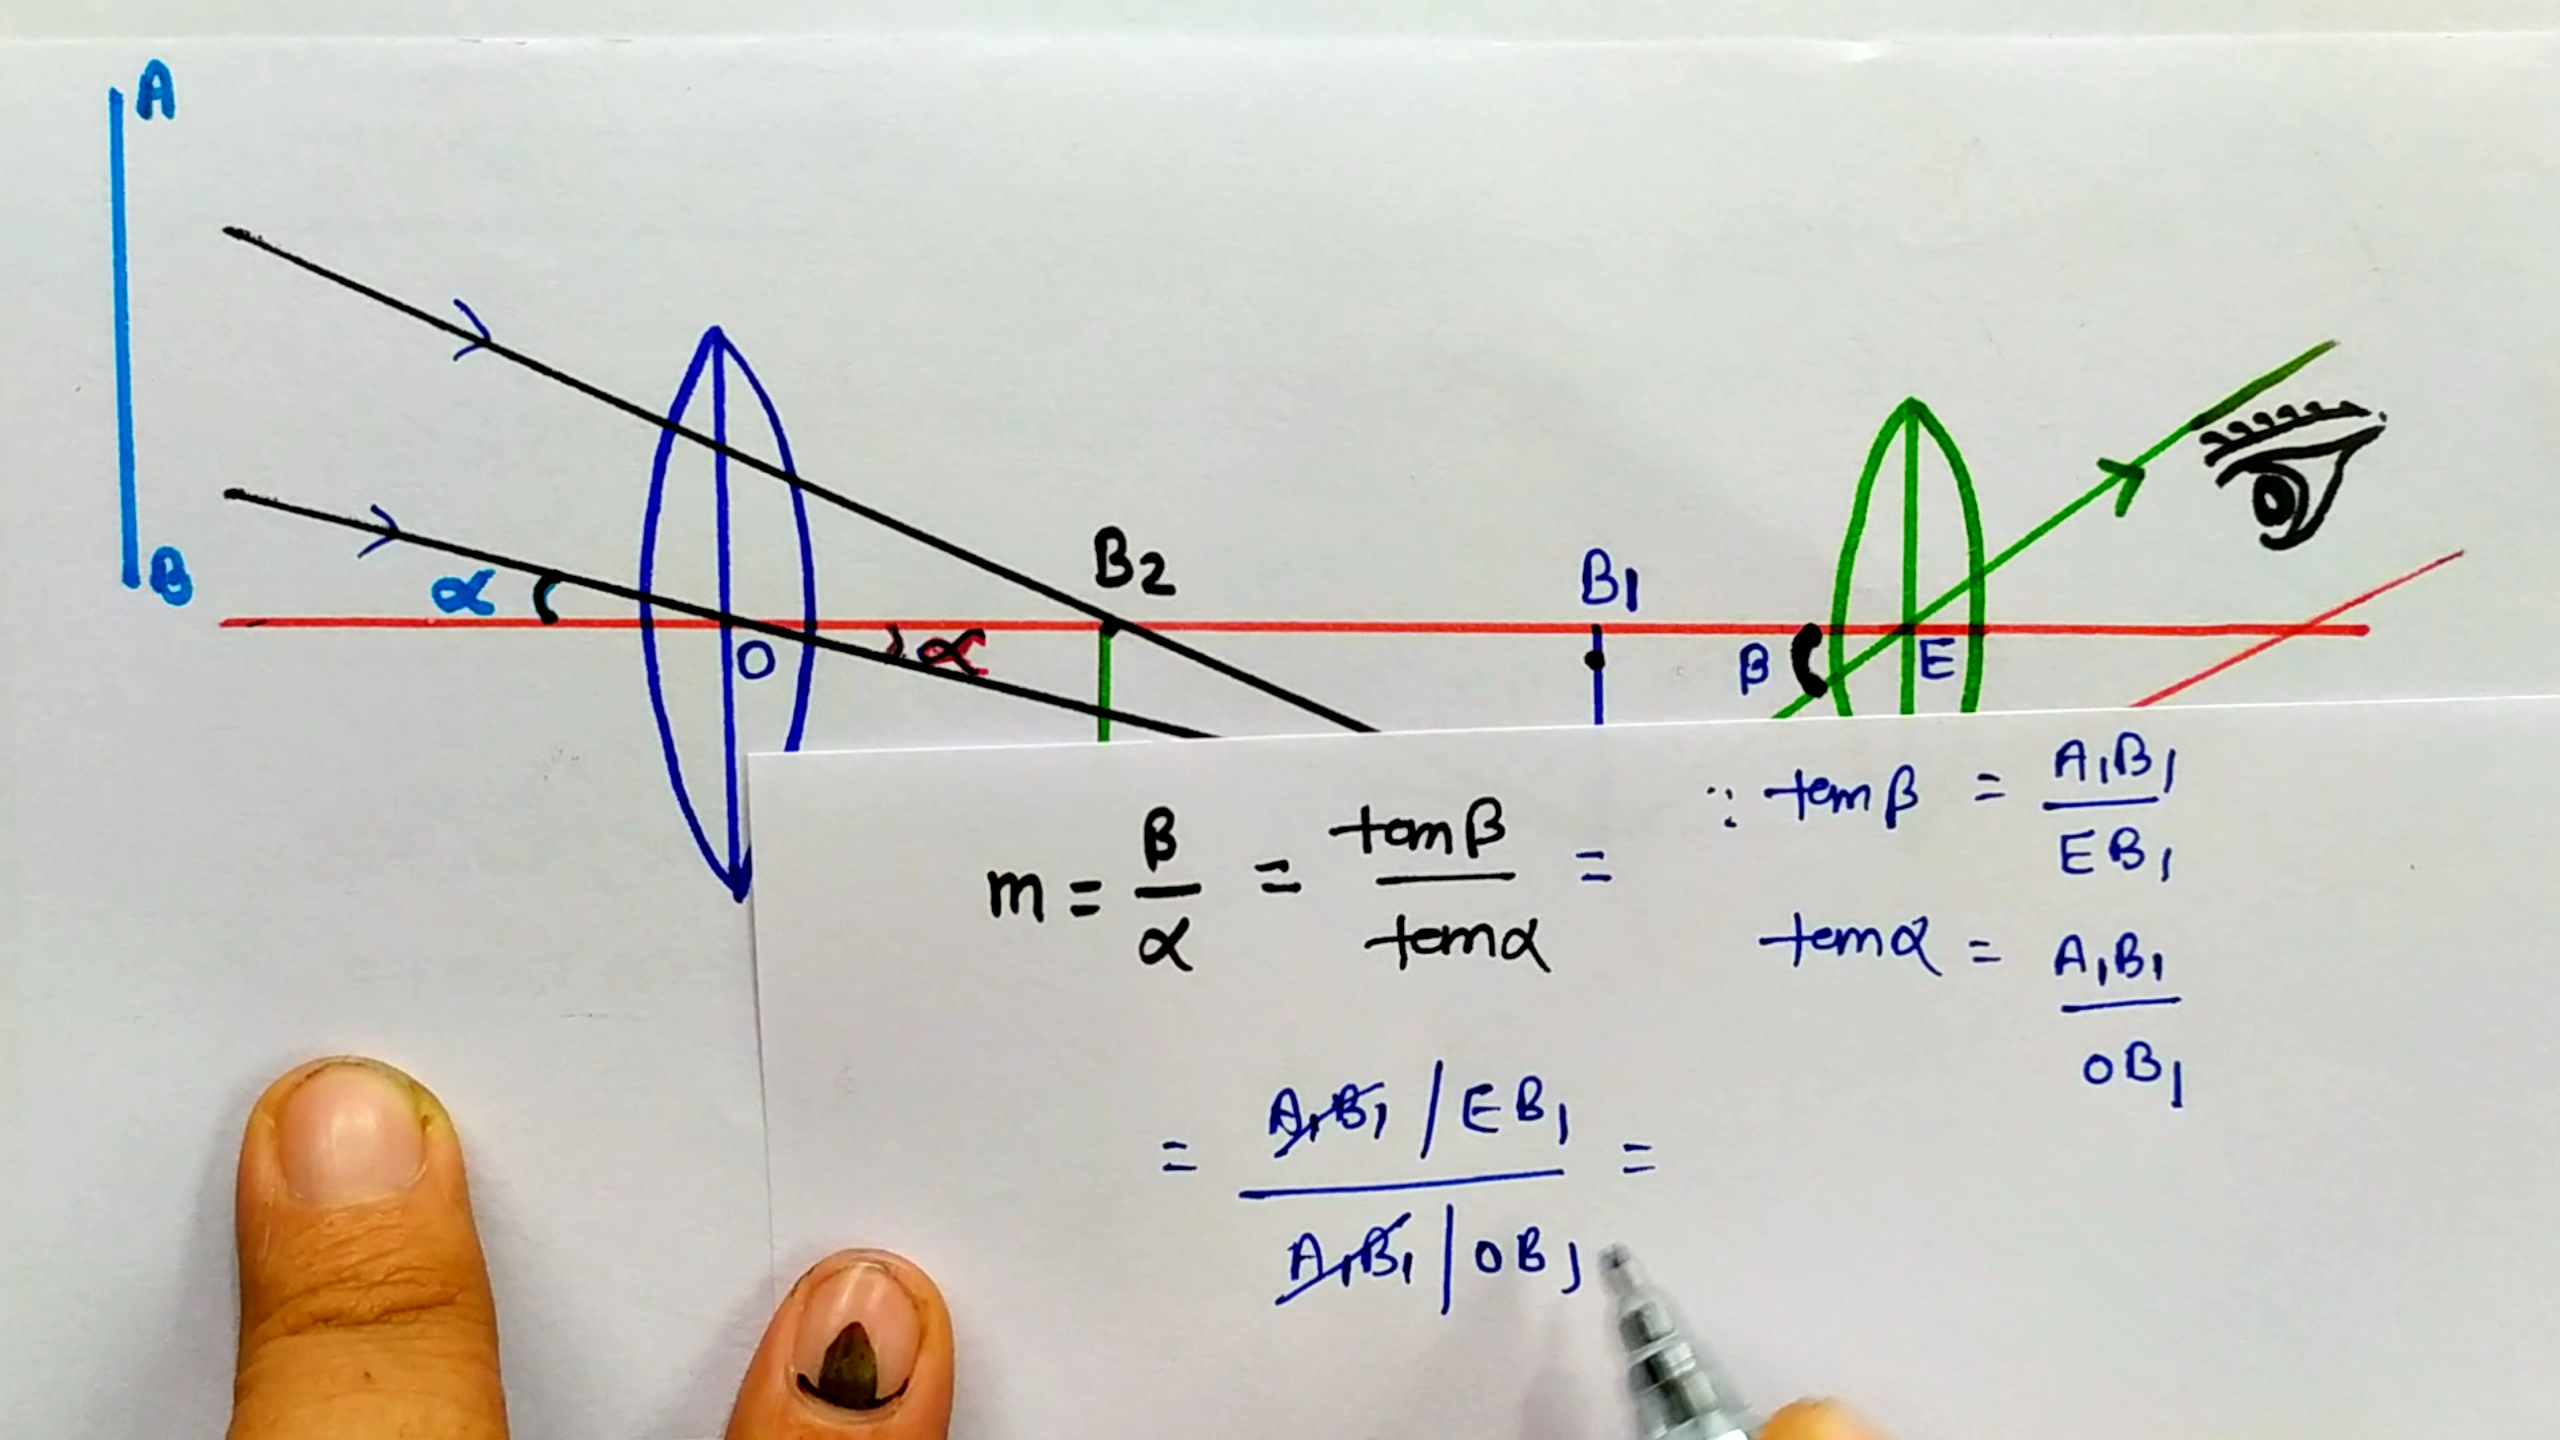 A
B
α
O
α
B2
B1
β
E
m = β/α = tanβ/tanα =
∵ tanβ = A1B1/EB1
tanα = A1B1/OB1
= A1B1/EB1 / A1B1/OB1 =